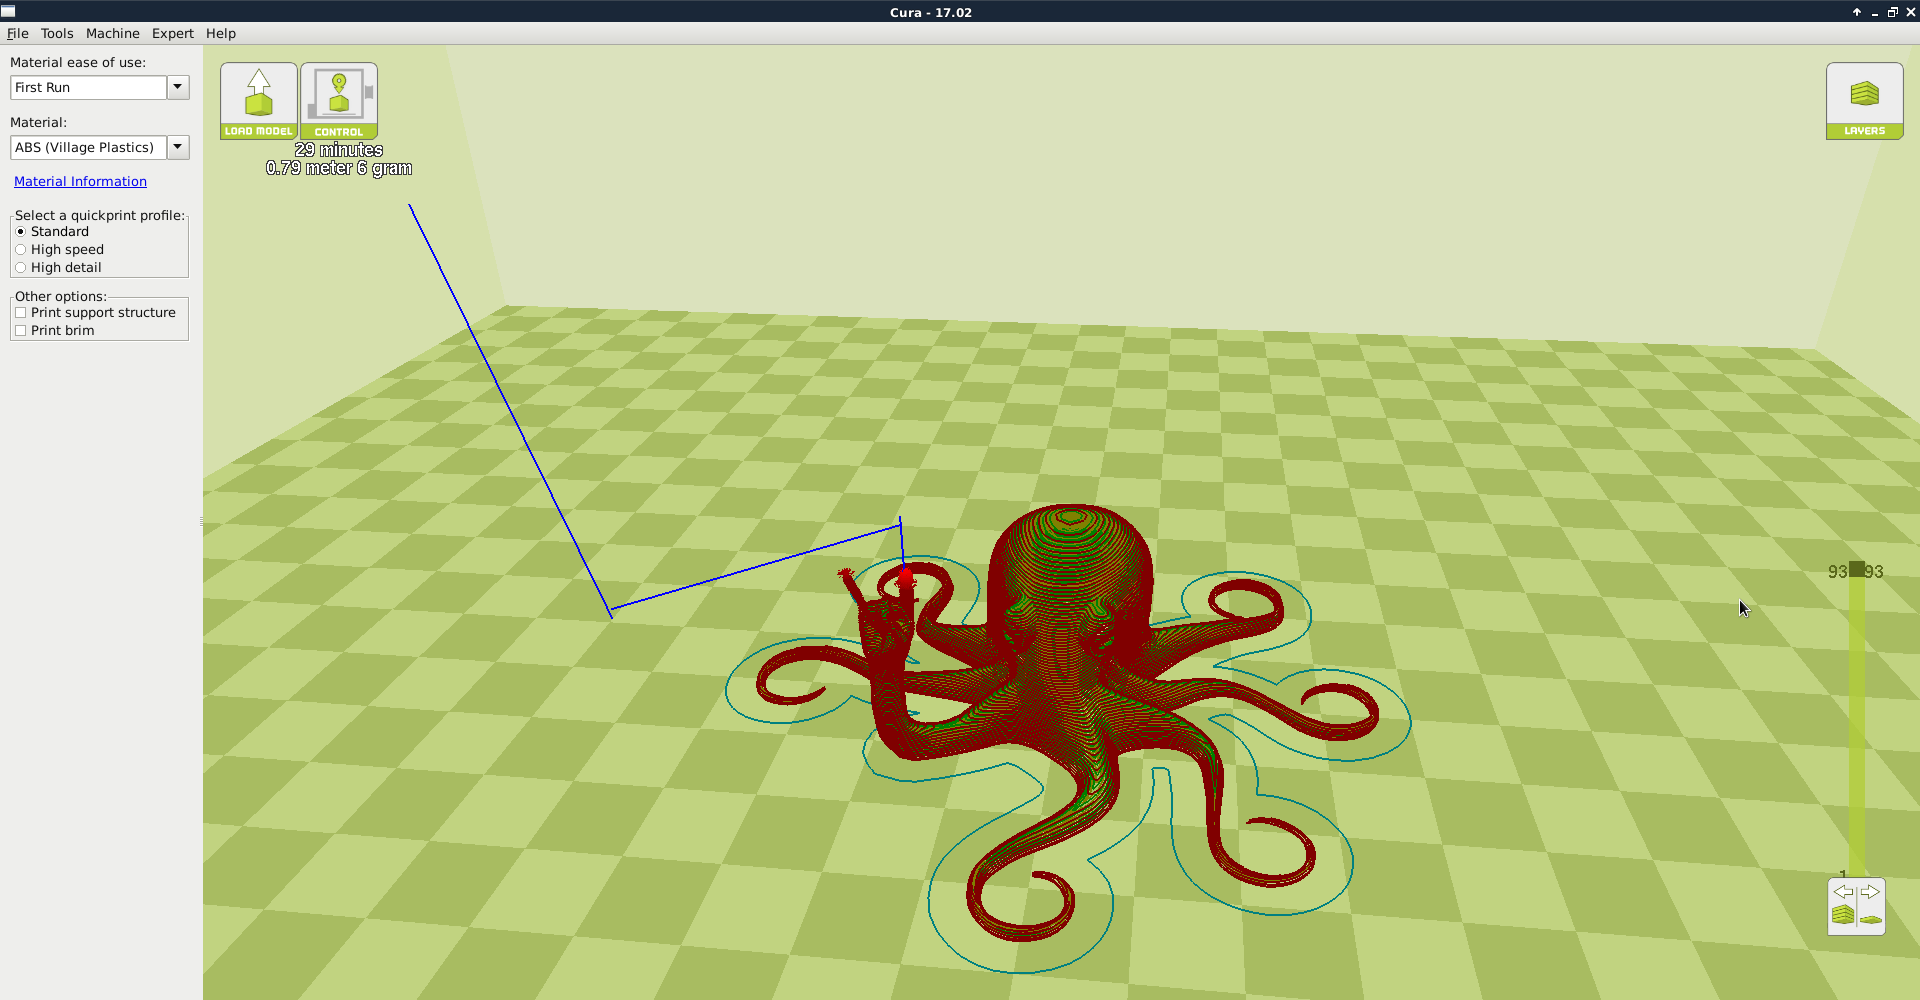 Cura - 17.02
File Tools Machine Expert Help
Material ease of use:
First Run
Material:
ABS (Village Plastics)
Material Information
Select a quickprint profile:
Standard
High speed
High detail
Other options:
Print support structure
Print brim
LOAD MODEL
CONTROL
29 minutes
0.79 meter 6 gram
LAYERS
93 93
1